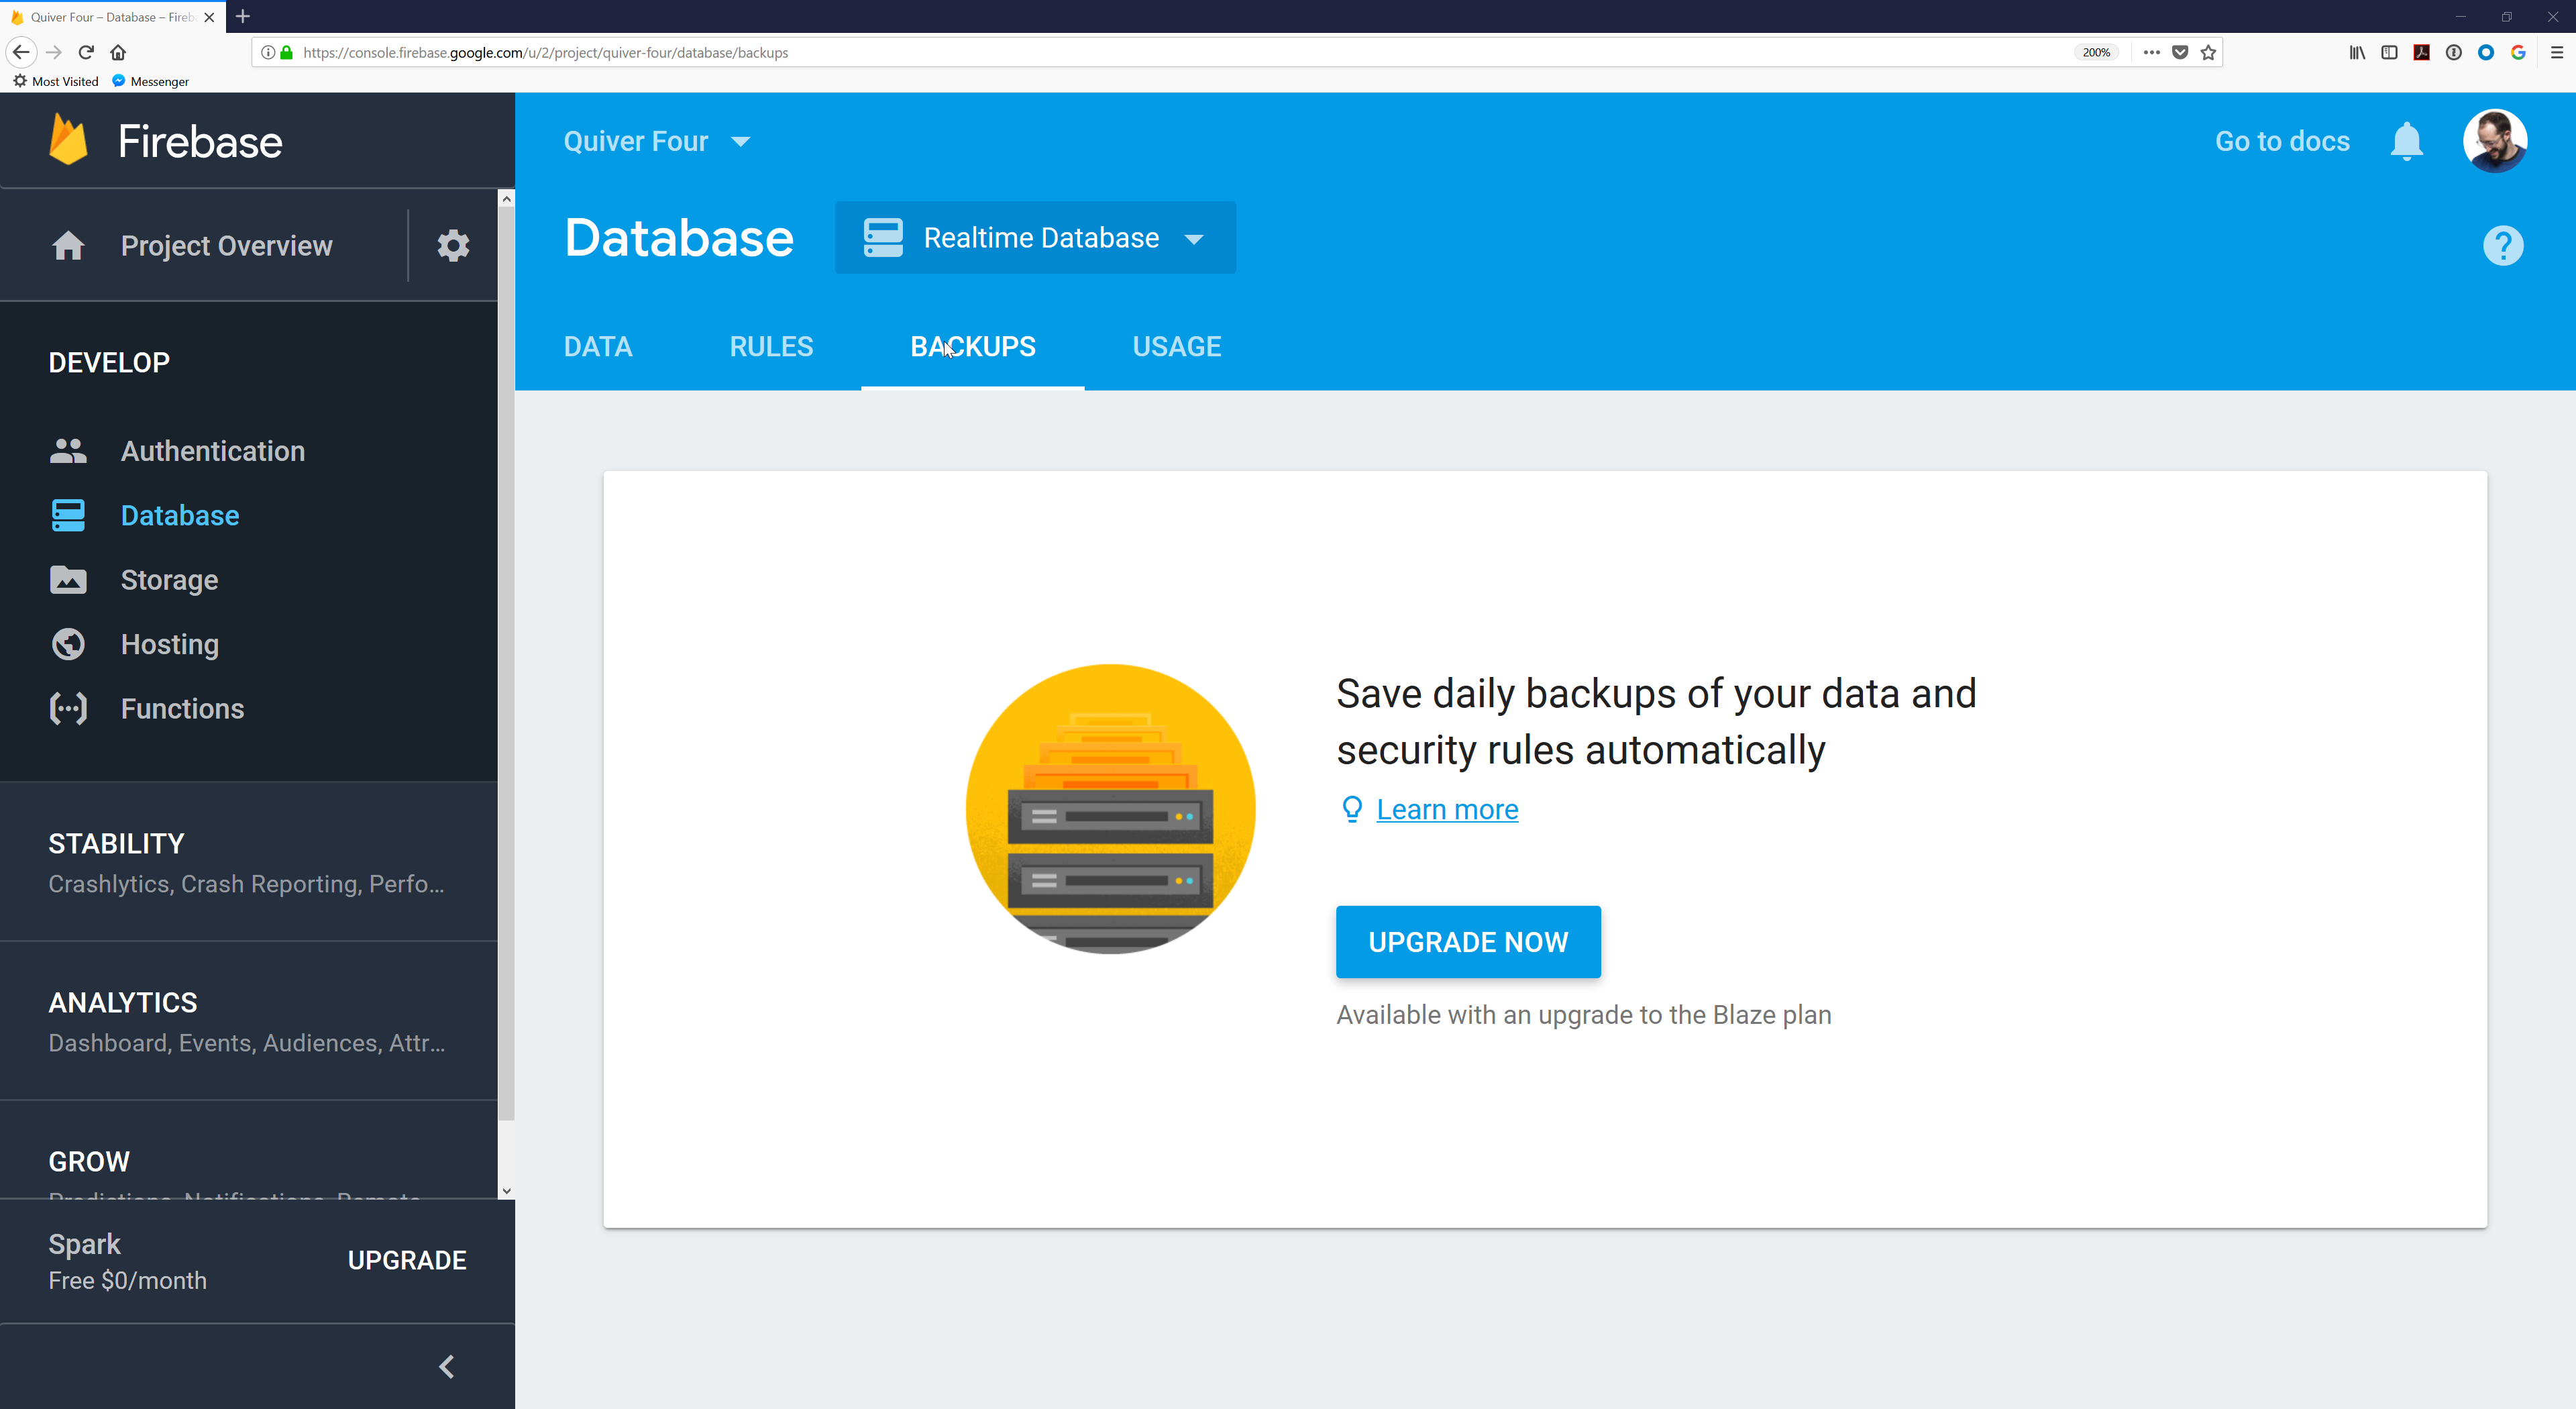 Quiver Four – Database – Fireb
https://console.firebase.google.com/u/2/project/quiver-four/database/backups
200%
Most Visited
Messenger
Firebase
Quiver Four
Go to docs
Project Overview
Database
Realtime Database
DATA
RULES
BACKUPS
USAGE
DEVELOP
Authentication
Database
Storage
Hosting
Functions
STABILITY
Crashlytics, Crash Reporting, Perfo...
ANALYTICS
Dashboard, Events, Audiences, Attr...
GROW
Predictions, Notifications, Remote
Spark
Free $0/month
UPGRADE
Save daily backups of your data and
security rules automatically
Learn more
UPGRADE NOW
Available with an upgrade to the Blaze plan